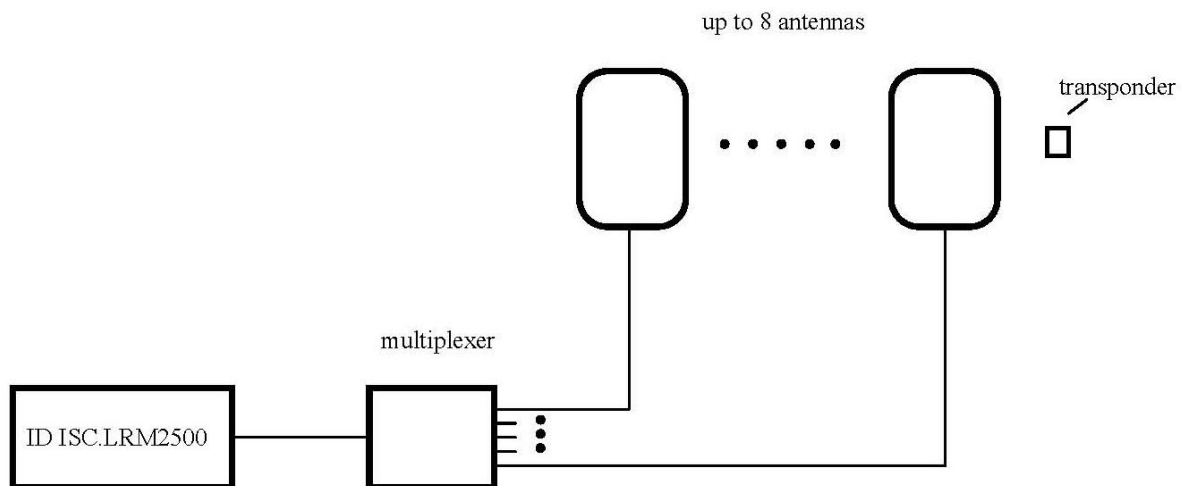 up to 8 antennas
transponder
multiplexer
ID ISC.LRM2500